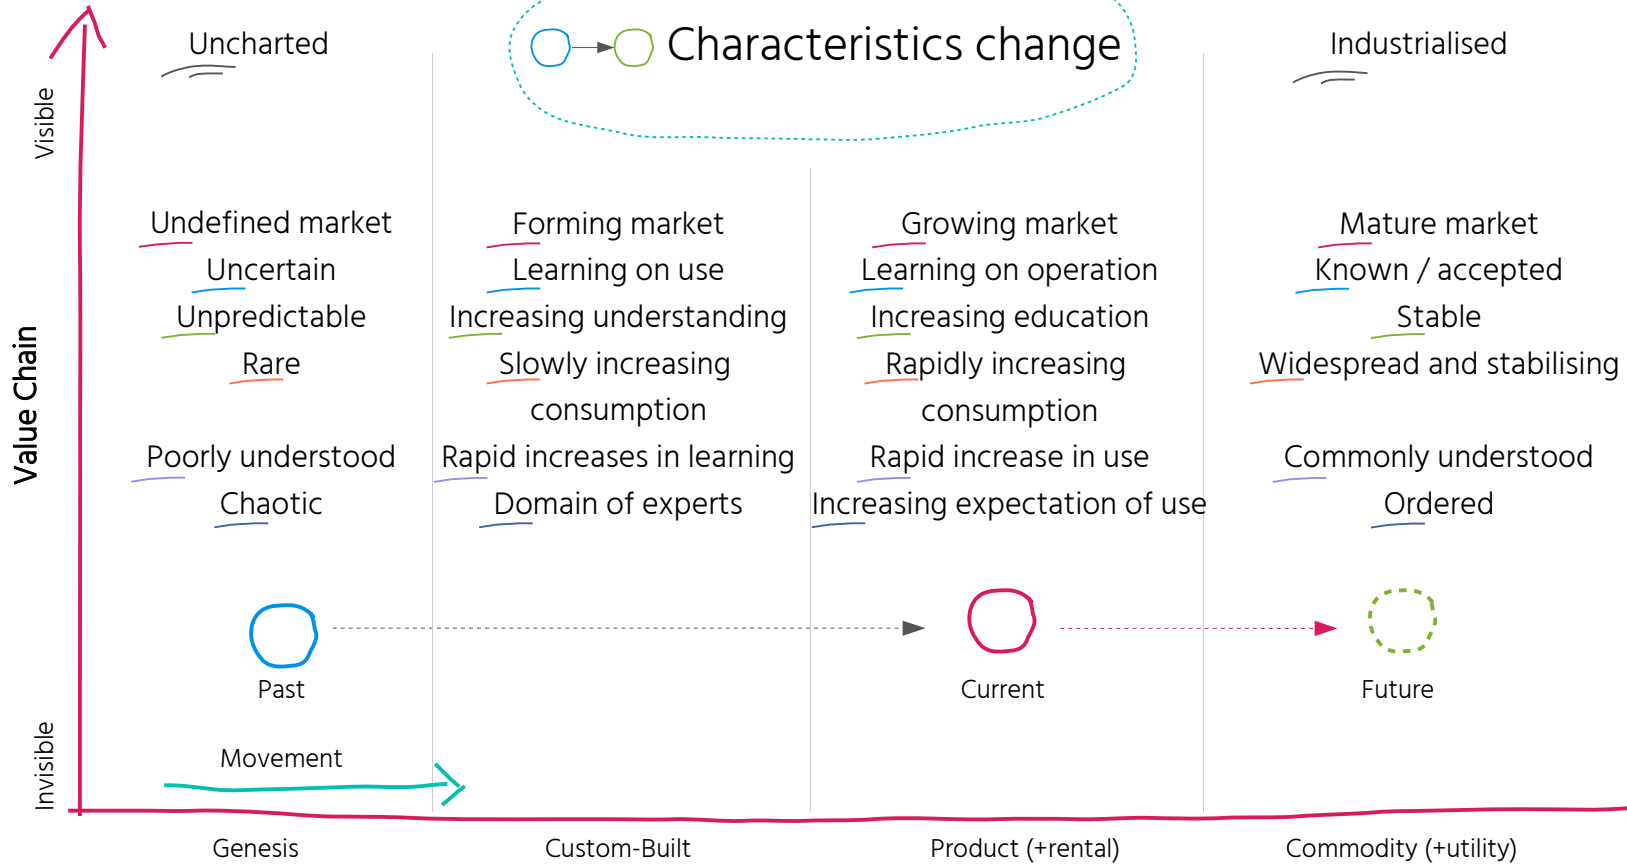 Uncharted
Characteristics change
Industrialised
Visible
Value Chain
Invisible
Undefined market
Uncertain
Unpredictable
Rare
Poorly understood
Chaotic
Forming market
Learning on use
Increasing understanding
Slowly increasing
consumption
Rapid increases in learning
Domain of experts
Growing market
Learning on operation
Increasing education
Rapidly increasing
consumption
Rapid increase in use
Increasing expectation of use
Mature market
Known / accepted
Stable
Widespread and stabilising
Commonly understood
Ordered
Past
Current
Future
Movement
Genesis
Custom-Built
Product (+rental)
Commodity (+utility)